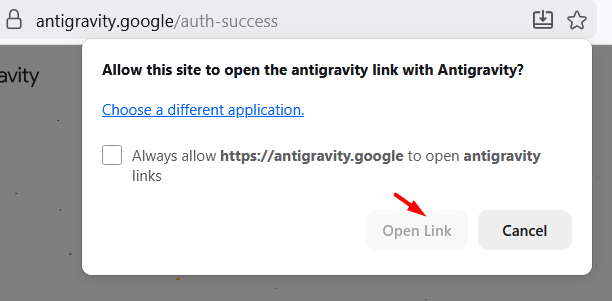 antigravity.google/auth-success
avity
Allow this site to open the antigravity link with Antigravity?
Choose a different application.
Always allow https://antigravity.google to open antigravity
links
Open Link
Cancel